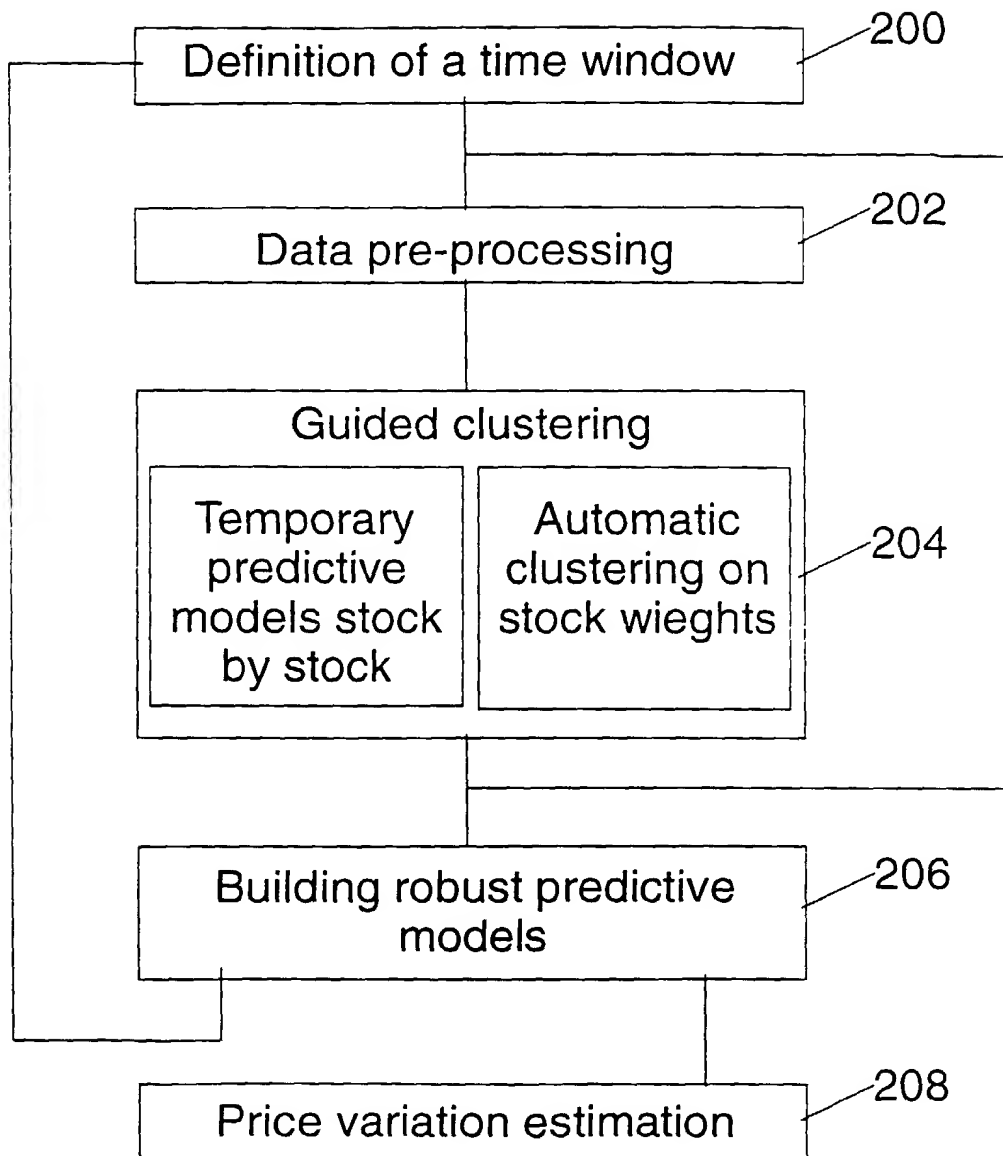 200
Definition of a time window
202
Data pre-processing
Guided clustering
Temporary
predictive
models stock
by stock
Automatic
clustering on
stock wieghts
204
Building robust predictive
models
206
208
Price variation estimation